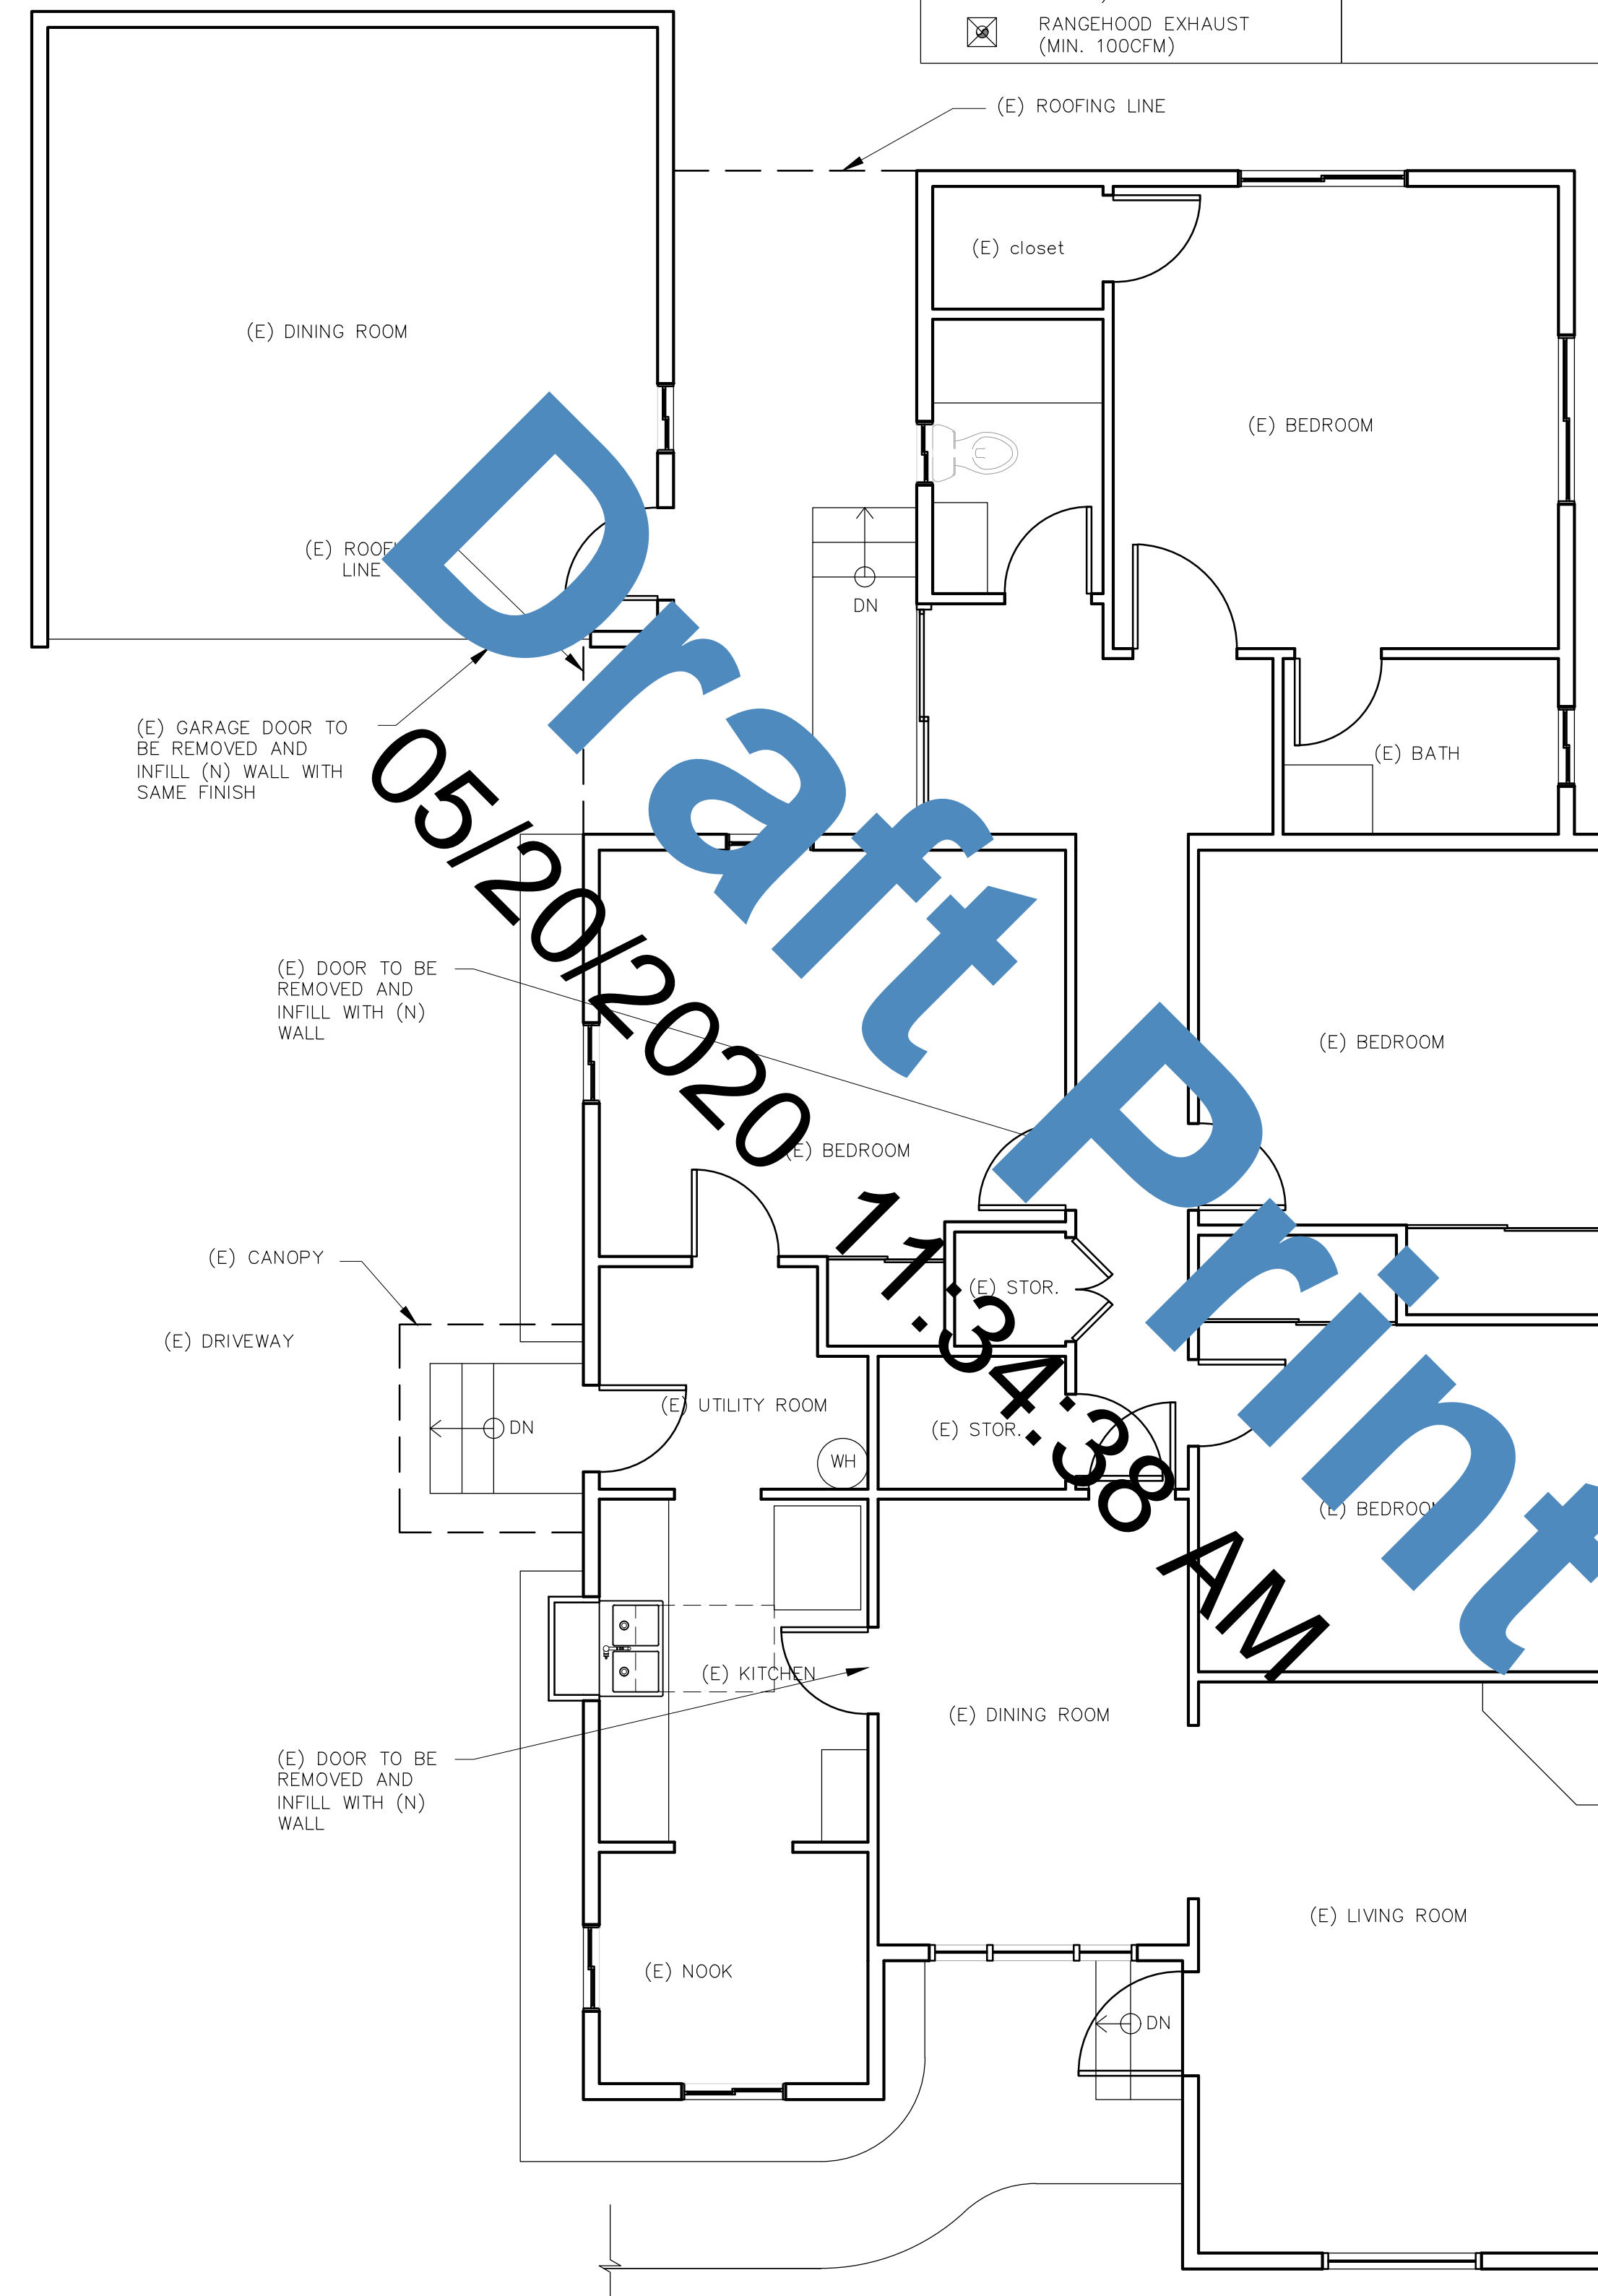 RANGEHOOD EXHAUST
(MIN. 100CFM)
(E) ROOFING LINE
(E) closet
(E) DINING ROOM
(E) BEDROOM
(E)
LINE
DN
(E) GARAGE DOOR TO
BE REMOVED AND
INFILL (N) WALL WITH
SAME FINISH
(E) BATH
Draft Print
05/20/2020 11:34:38 AM
(E) DOOR TO BE
REMOVED AND
INFILL WITH (N)
WALL
(E) BEDROOM
(E) BEDROOM
(E) CANOPY
(E) STOR.
(E) DRIVEWAY
(E) UTILITY ROOM
DN
(E) STOR.
WH
(E) BEDROOM
(E) KITCHEN
(E) DINING ROOM
(E) DOOR TO BE
REMOVED AND
INFILL WITH (N)
WALL
(E) LIVING ROOM
(E) NOOK
DN